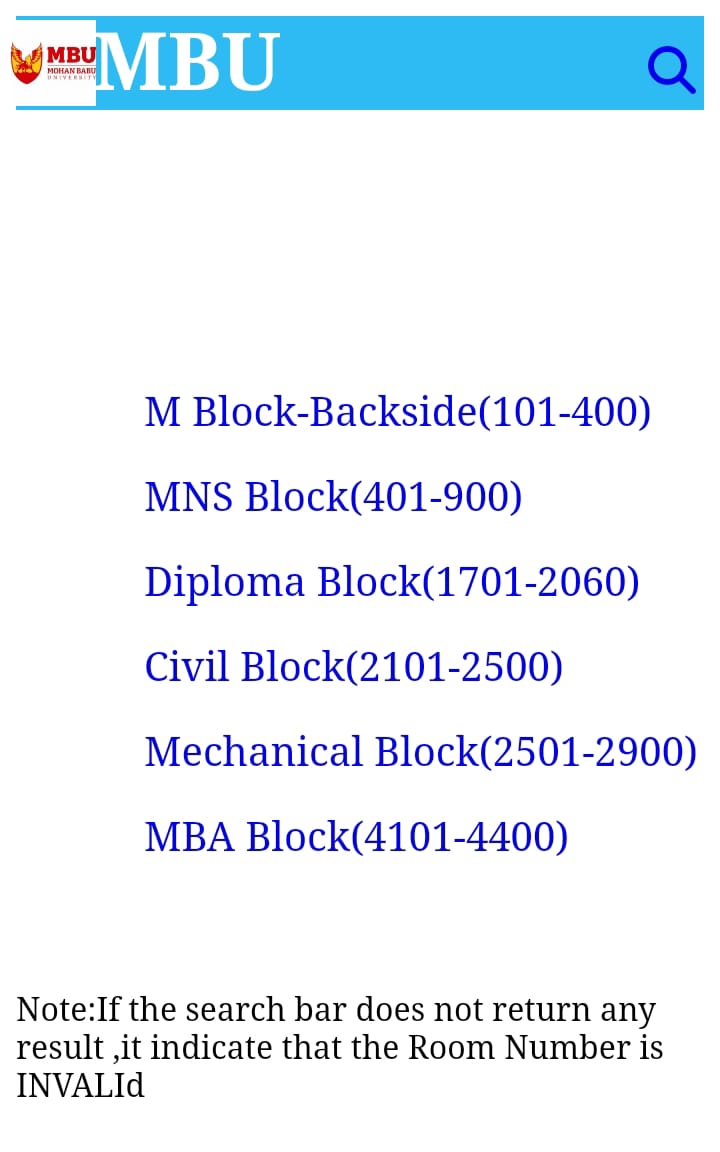 MBU
MOHAN BABU
UNIVERSITY
MBU
M Block-Backside(101-400)
MNS Block(401-900)
Diploma Block(1701-2060)
Civil Block(2101-2500)
Mechanical Block(2501-2900)
MBA Block(4101-4400)
Note:If the search bar does not return any
result ,it indicate that the Room Number is
INVALId